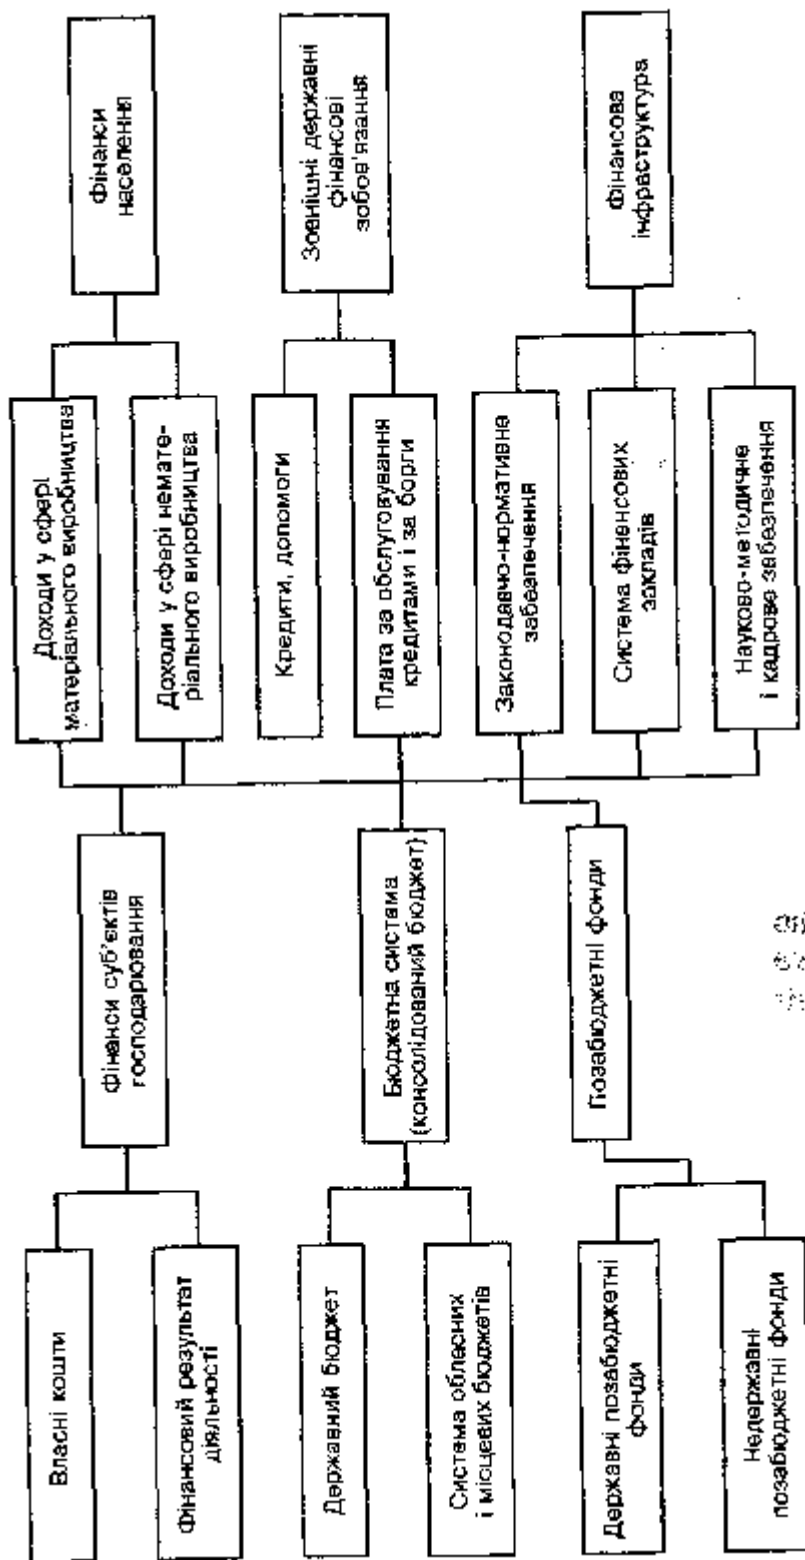 Власні кошти
Фінансовий результат
діяльності
Державний бюджет
Система обласних
і місцевих бюджетів
Державні позабюджетні
фонди
Недержавні
позабюджетні фонди
Фінанси суб'єктів
господарювання
Бюджетна система
(консолідований бюджет)
Позабюджетні фонди
Доходи у сфері
матеріального виробництва
Доходи у сфері немате-
ріального виробництва
Кредити, допомоги
Плата за обслуговування
кредитами і за борги
Законодавчо-нормативне
забезпечення
Система фіненсових
зокладів
Науково-методичне
і кадрове забезпечення
Фінанси
населення
Зовнішні державні
фінансові
зобов'язання
Фінансова
інфраструктура